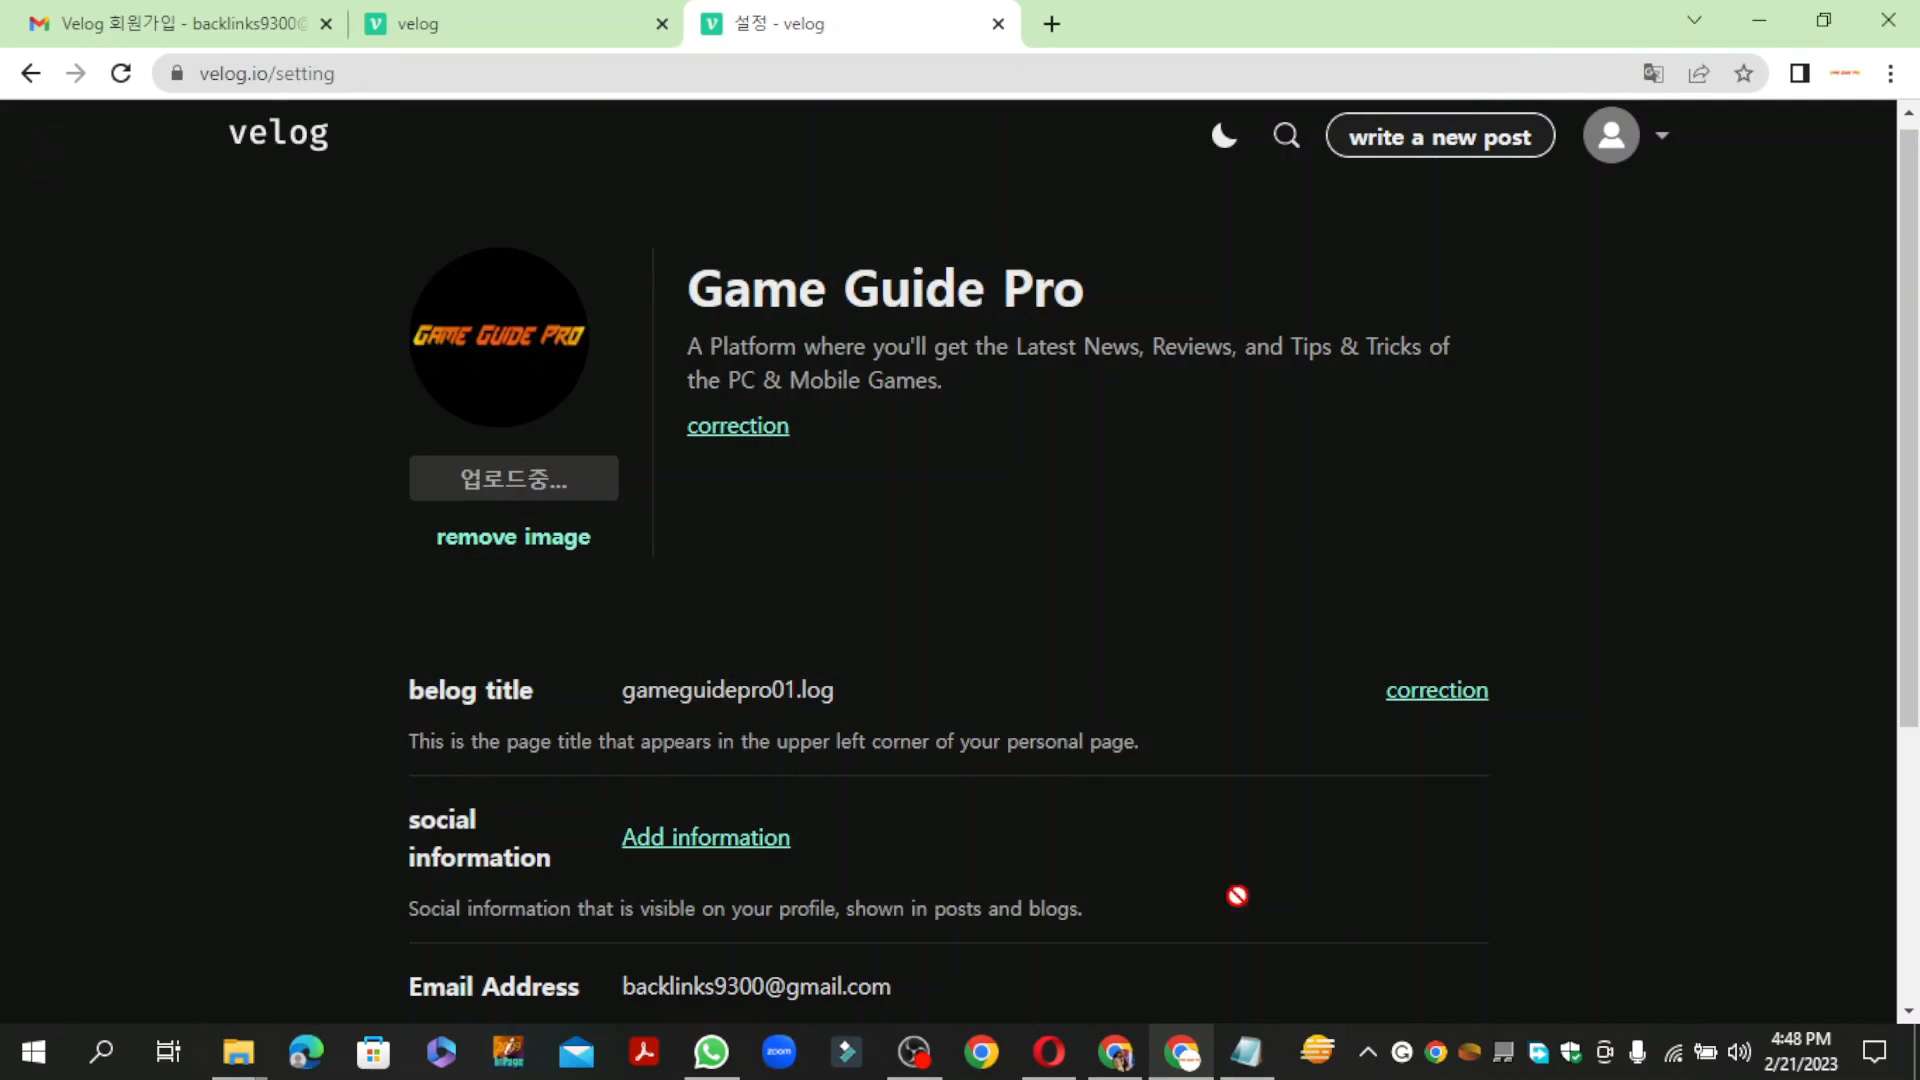 Velog 회원가입 - backlinks9300@
velog
설정 - velog
velog.io/setting
velog
write a new post
GAME GUIDE PRO
Game Guide Pro
A Platform where you'll get the Latest News, Reviews, and Tips & Tricks of
the PC & Mobile Games.
correction
업로드중...
remove image
belog title
gameguidepro01.log
correction
This is the page title that appears in the upper left corner of your personal page.
social
information
Add information
Social information that is visible on your profile, shown in posts and blogs.
Email Address
backlinks9300@gmail.com
zoom
4:48 PM
2/21/2023